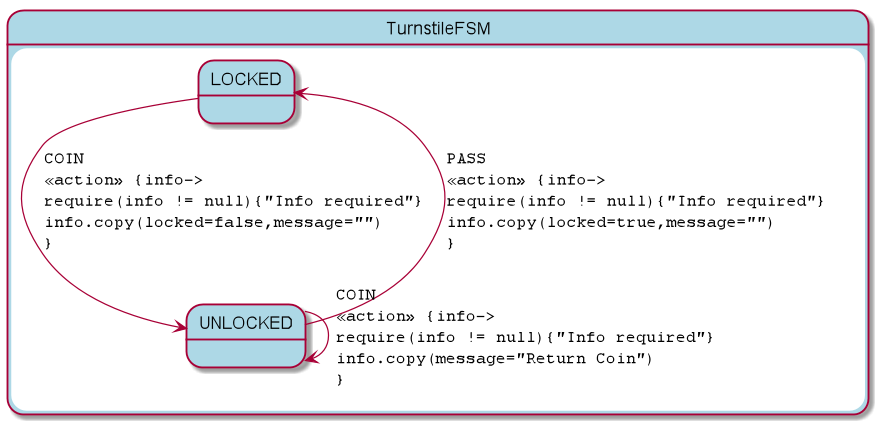 TurnstileFSM
LOCKED
COIN
«action» {info->
require(info != null){"Info required"}
info.copy(locked=false,message="")
}
PASS
«action» {info->
require(info != null){"Info required"}
info.copy(locked=true,message="")
}
UNLOCKED
COIN
«action» {info->
require(info != null){"Info required"}
info.copy(message="Return Coin")
}